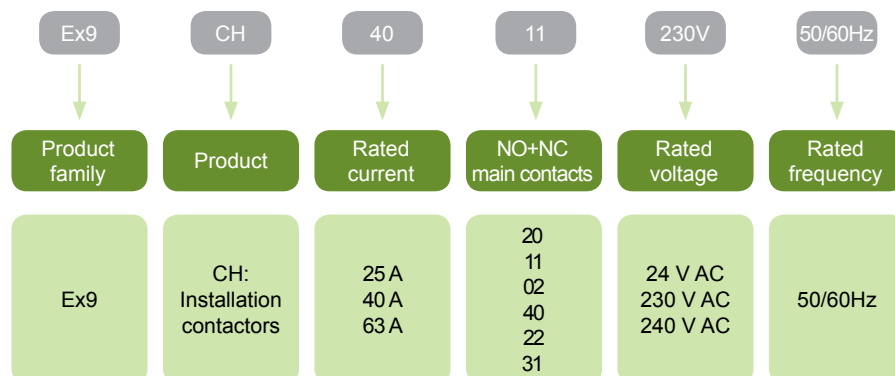 Ex9 CH 40 11 230V 50/60Hz
Product family
Product
Rated current
NO+NC main contacts
Rated voltage
Rated frequency
Ex9
CH:
Installation
contactors
25 A
40 A
63 A
20
11
02
40
22
31
24 V AC
230 V AC
240 V AC
50/60Hz